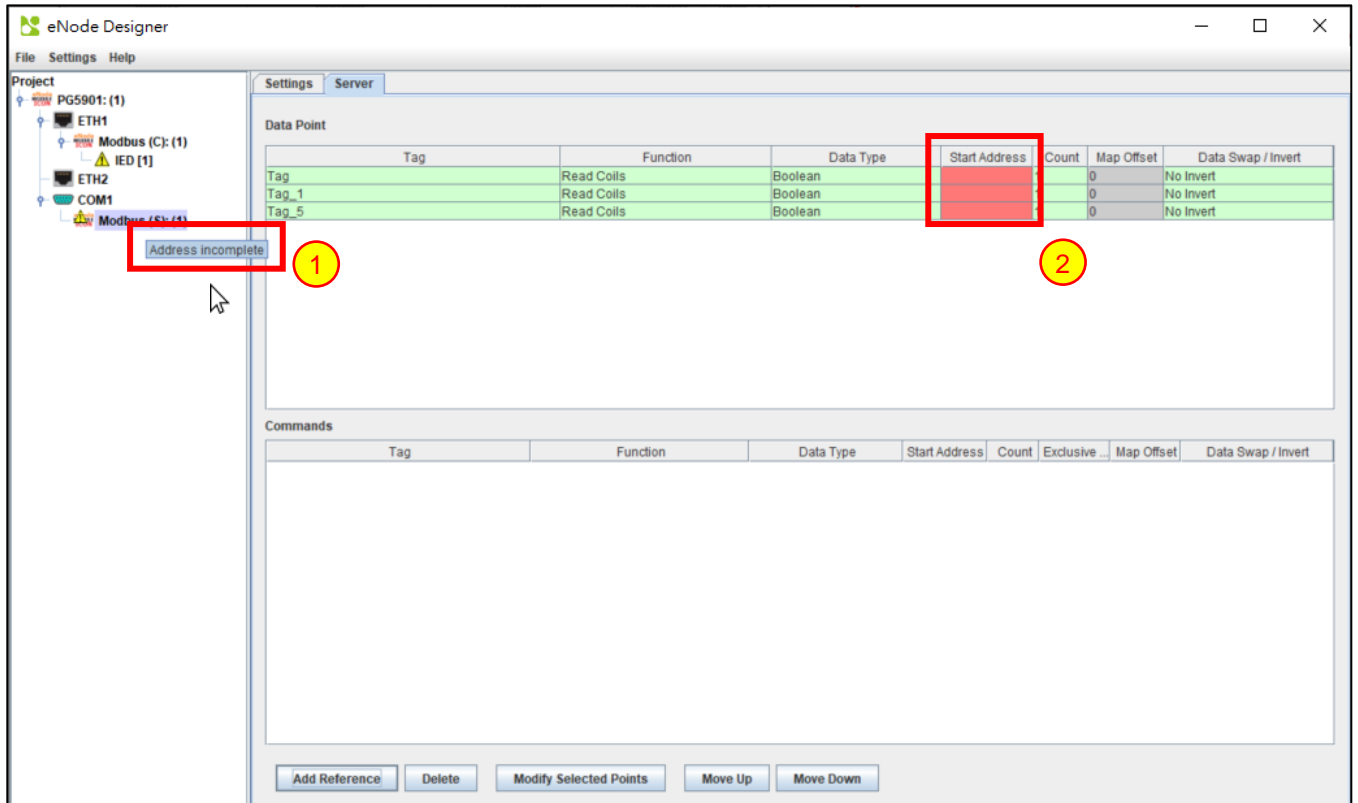 eNode Designer
File Settings Help
Project
PG5901: (1)
ETH1
Modbus (C): (1)
IED [1]
ETH2
COM1
Modbus (S): (1)
Address incomplete
1
Settings Server
Data Point
Tag Function Data Type Start Address Count Map Offset Data Swap / Invert
Tag Read Coils Boolean 1 0 No Invert
Tag_1 Read Coils Boolean 1 0 No Invert
Tag_5 Read Coils Boolean 1 0 No Invert
2
Commands
Tag Function Data Type Start Address Count Exclusive ... Map Offset Data Swap / Invert
Add Reference Delete Modify Selected Points Move Up Move Down